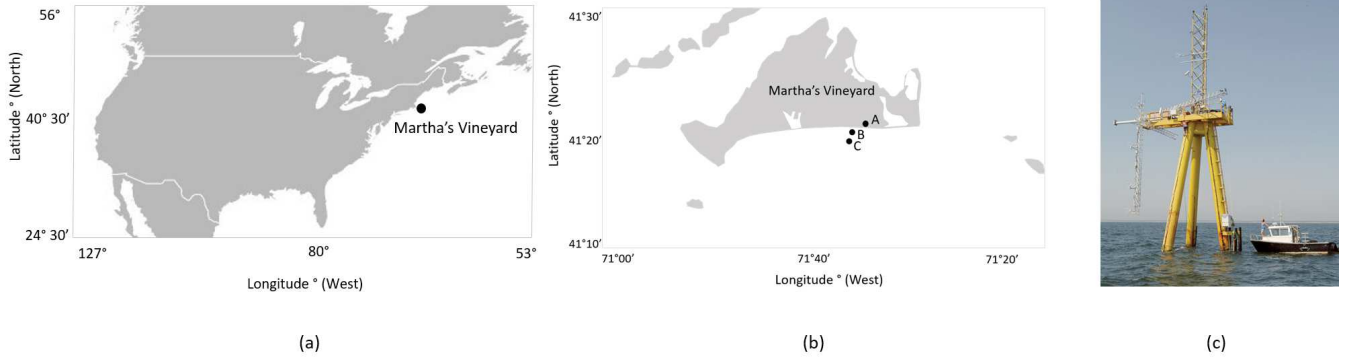 56°
40° 30'
24° 30'
Latitude ° (North)
Martha's Vineyard
127°
80°
53°
Longitude ° (West)
(a)
41°30'
41°20'
41°10'
Latitude ° (North)
Martha's Vineyard
A
B
C
71°00'
71°40'
71°20'
Longitude ° (West)
(b)
(c)